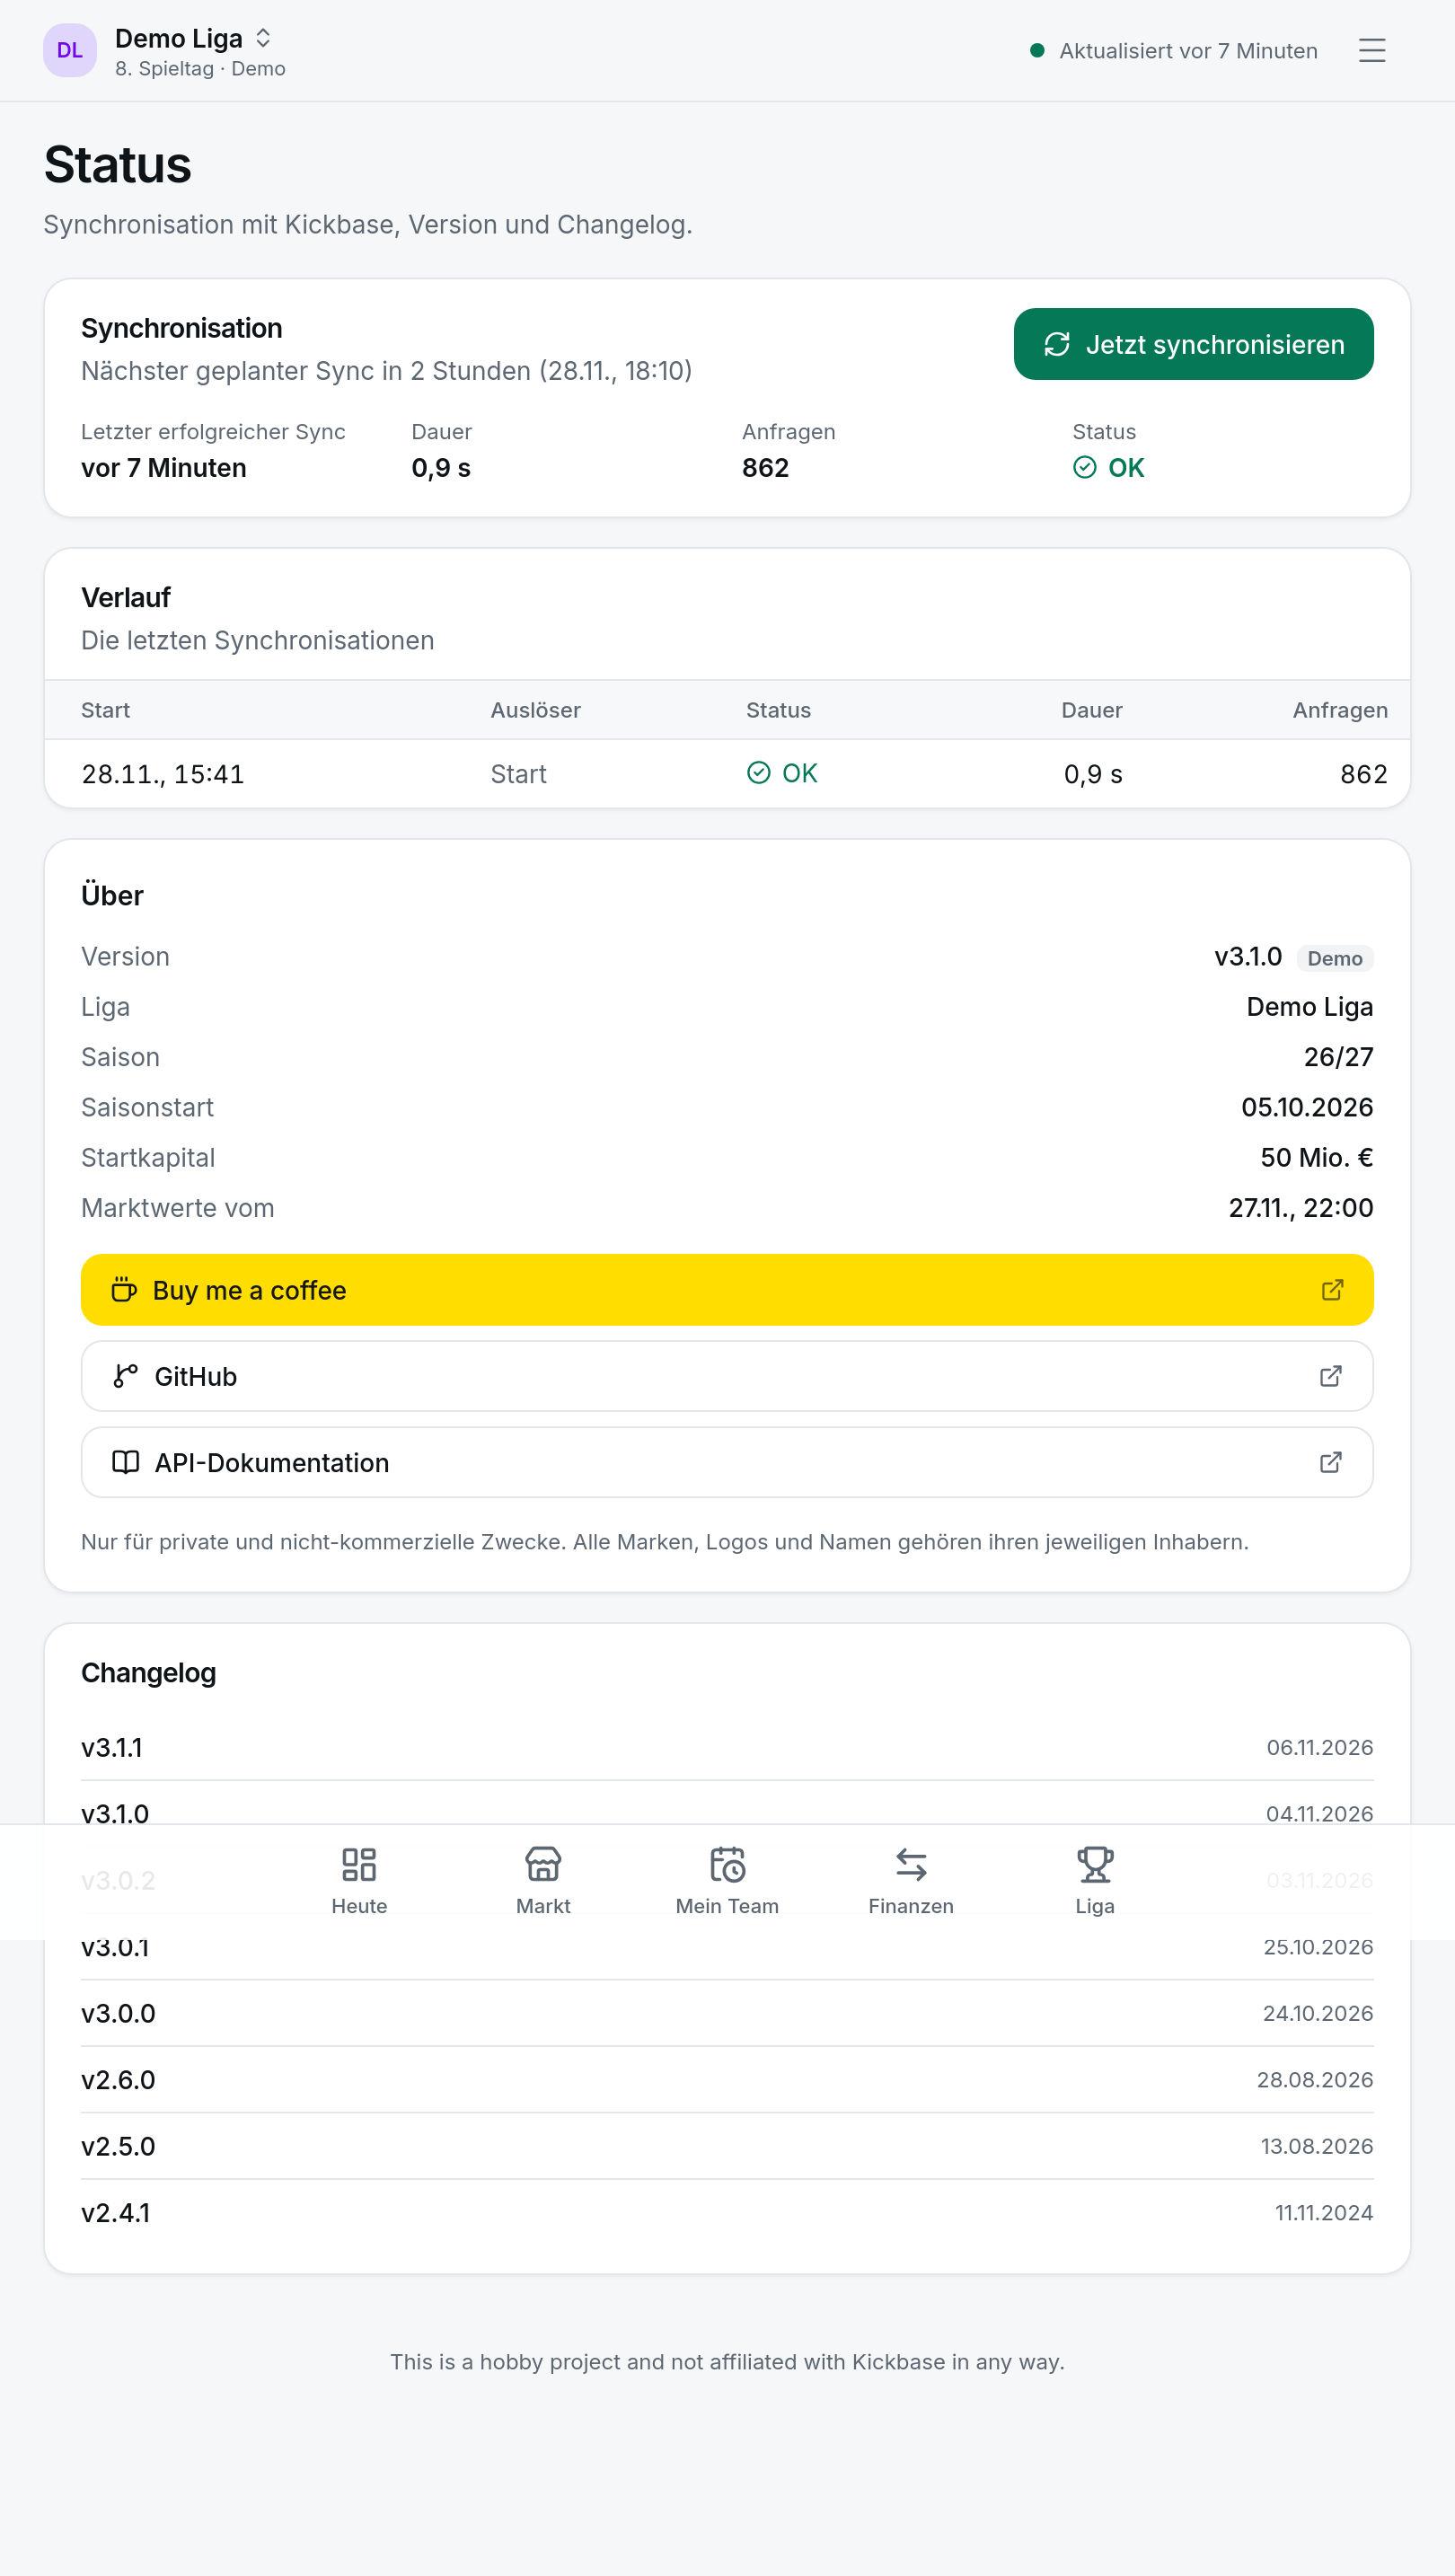 DL
Demo Liga
8. Spieltag · Demo
Aktualisiert vor 7 Minuten
Status
Synchronisation mit Kickbase, Version und Changelog.
Synchronisation
Nächster geplanter Sync in 2 Stunden (28.11., 18:10)
Jetzt synchronisieren
Letzter erfolgreicher Sync Dauer Anfragen Status
vor 7 Minuten 0,9 s 862 OK
Verlauf
Die letzten Synchronisationen
Start Auslöser Status Dauer Anfragen
28.11., 15:41 Start OK 0,9 s 862
Über
Version v3.1.0 Demo
Liga Demo Liga
Saison 26/27
Saisonstart 05.10.2026
Startkapital 50 Mio. €
Marktwerte vom 27.11., 22:00
Buy me a coffee
GitHub
API-Dokumentation
Nur für private und nicht-kommerzielle Zwecke. Alle Marken, Logos und Namen gehören ihren jeweiligen Inhabern.
Changelog
v3.1.1 06.11.2026
v3.1.0 04.11.2026
v3.0.2 03.11.2026
Heute Markt Mein Team Finanzen Liga
v3.0.1 25.10.2026
v3.0.0 24.10.2026
v2.6.0 28.08.2026
v2.5.0 13.08.2026
v2.4.1 11.11.2024
This is a hobby project and not affiliated with Kickbase in any way.